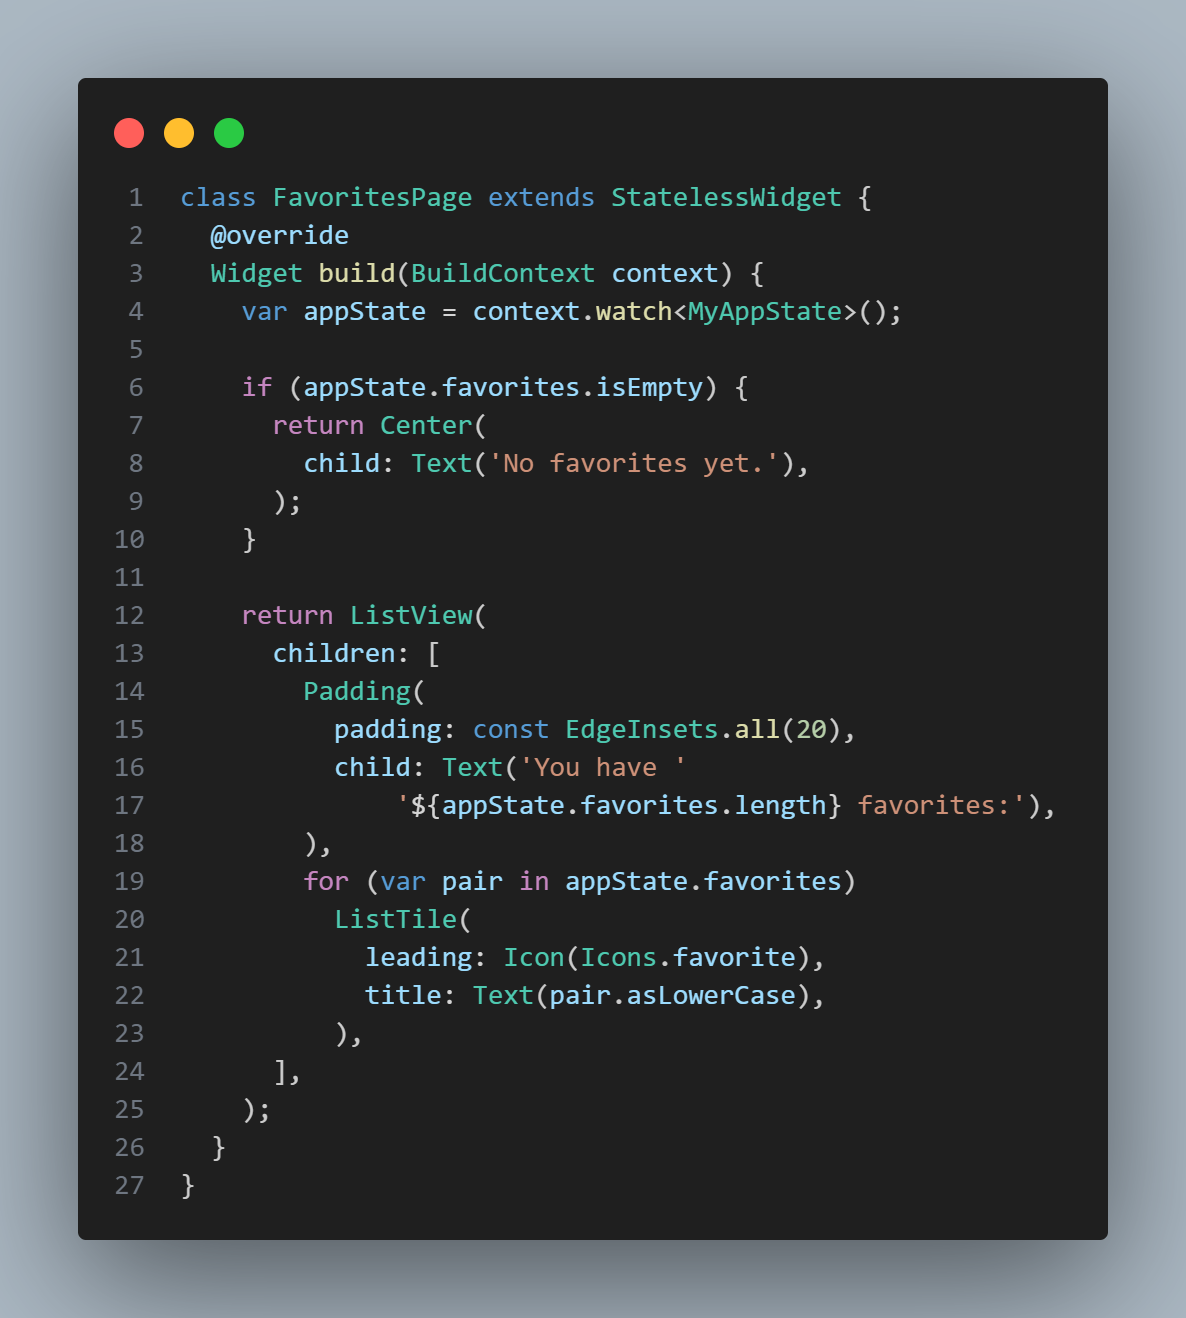 1 class FavoritesPage extends StatelessWidget {
2   @override
3   Widget build(BuildContext context) {
4     var appState = context.watch<MyAppState>();
5
6     if (appState.favorites.isEmpty) {
7       return Center(
8         child: Text('No favorites yet.'),
9       );
10     }
11
12     return ListView(
13       children: [
14         Padding(
15           padding: const EdgeInsets.all(20),
16           child: Text('You have '
17               '${appState.favorites.length} favorites:'),
18         ),
19         for (var pair in appState.favorites)
20           ListTile(
21             leading: Icon(Icons.favorite),
22             title: Text(pair.asLowerCase),
23           ),
24       ],
25     );
26   }
27 }